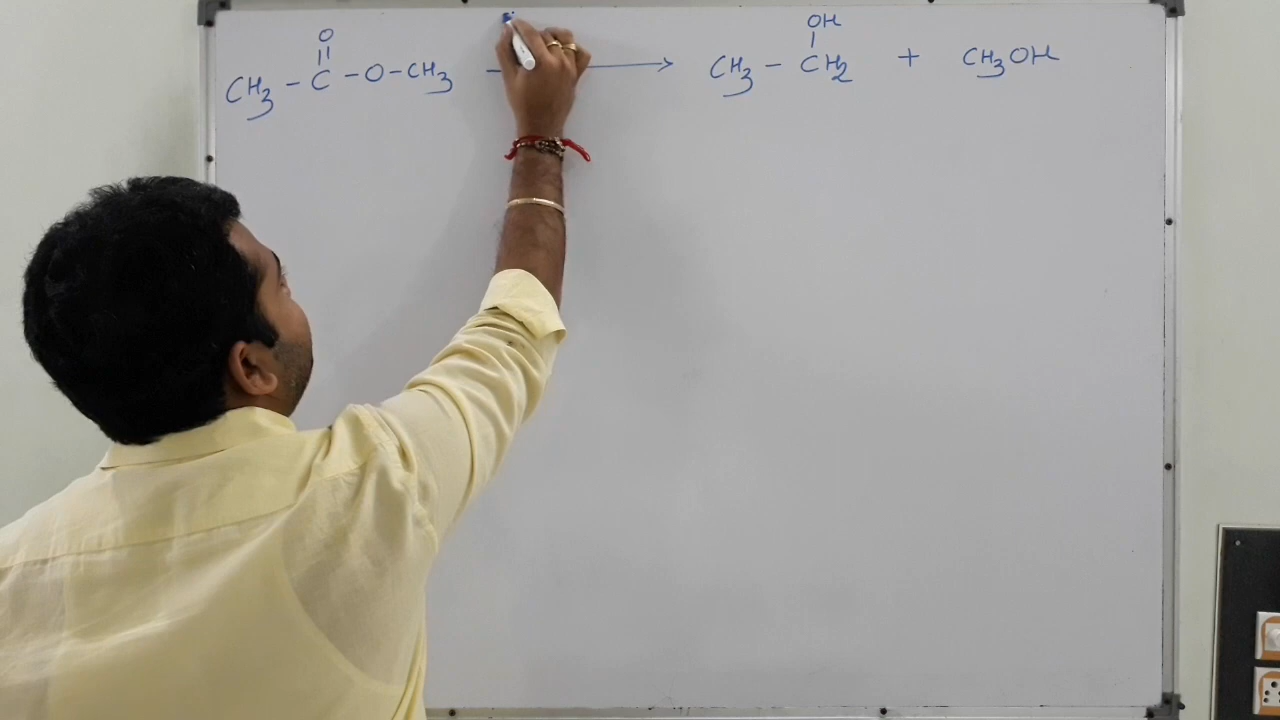 O OH
|| |
CH3 - C - O - CH3 → CH3 - CH2 + CH3OH